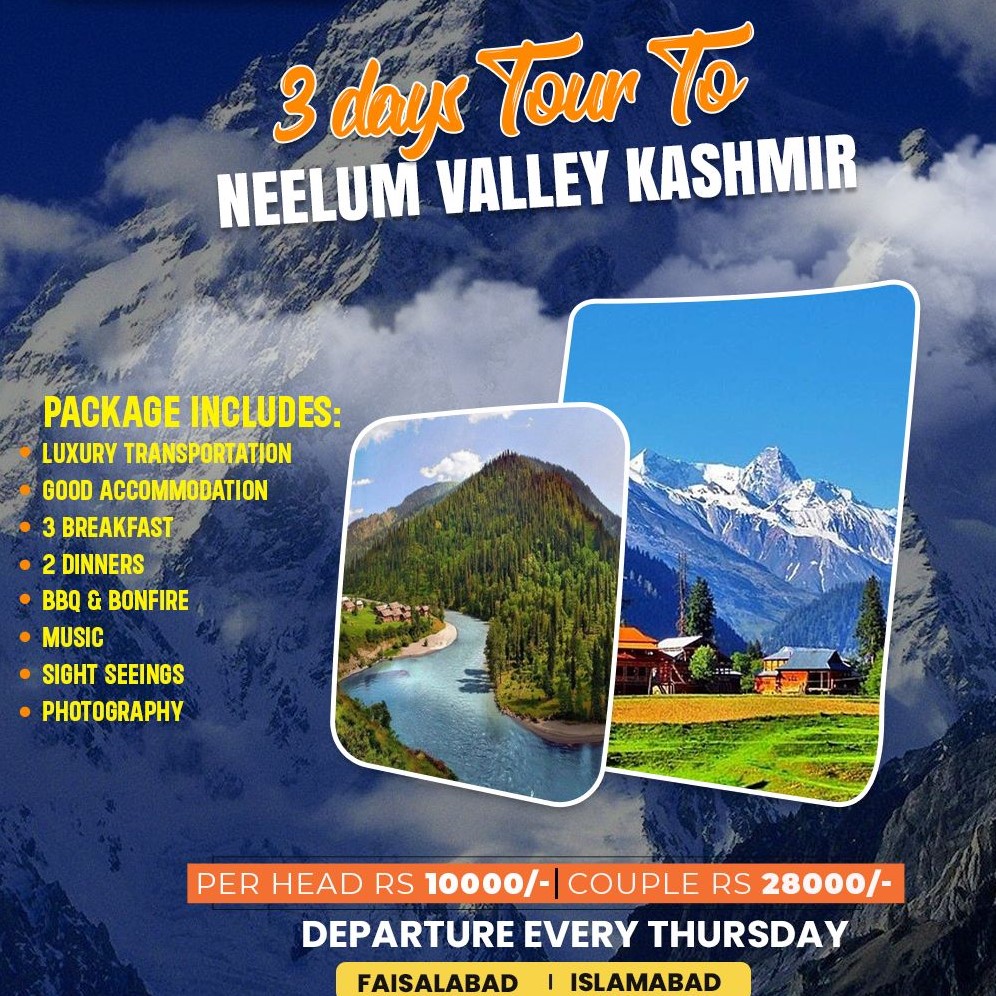 3 days Tour To
NEELUM VALLEY KASHMIR
PACKAGE INCLUDES:
• LUXURY TRANSPORTATION
• GOOD ACCOMMODATION
• 3 BREAKFAST
• 2 DINNERS
• BBQ & BONFIRE
• MUSIC
• SIGHT SEEINGS
• PHOTOGRAPHY
PER HEAD RS 10000/-| COUPLE RS 28000/-
DEPARTURE EVERY THURSDAY
FAISALABAD | ISLAMABAD